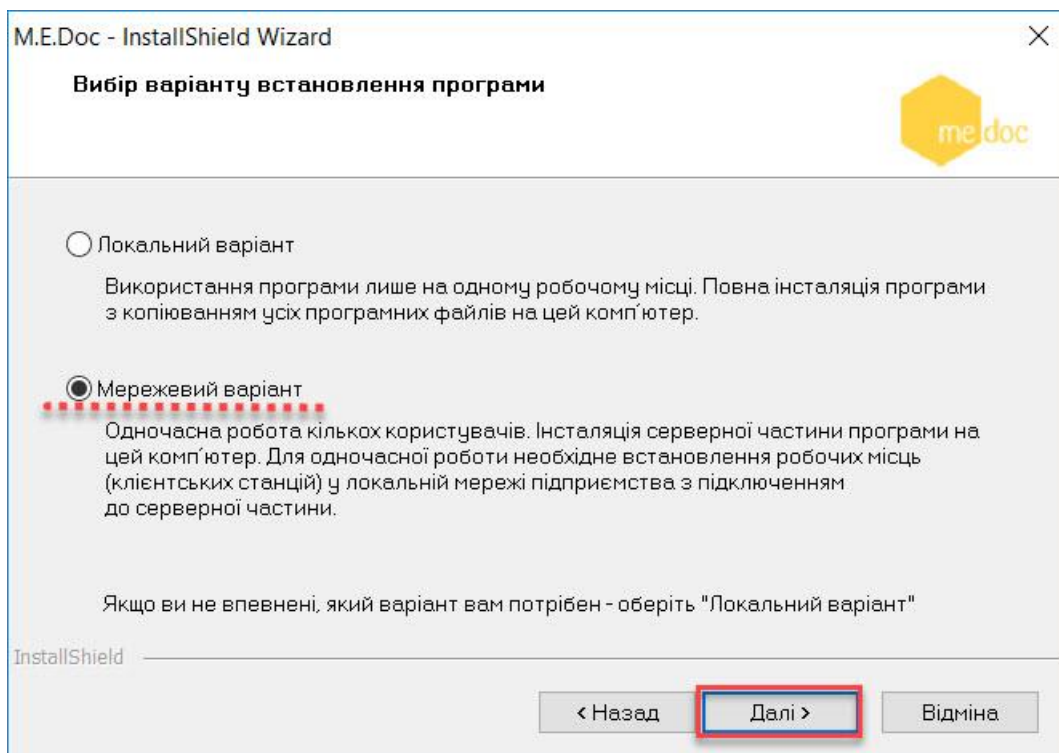 M.E.Doc - InstallShield Wizard
Вибір варіанту встановлення програми
me doc
Локальний варіант
Використання програми лише на одному робочому місці. Повна інсталяція програми
з копіюванням усіх програмних файлів на цей комп´ютер.
Мережевий варіант
Одночасна робота кількох користувачів. Інсталяція серверної частини програми на
цей комп´ютер. Для одночасної роботи необхідне встановлення робочих місць
(клієнтських станцій) у локальній мережі підприємства з підключенням
до серверної частини.
Якщо ви не впевнені, який варіант вам потрібен - оберіть "Локальний варіант"
InstallShield
< Назад Далі > Відміна